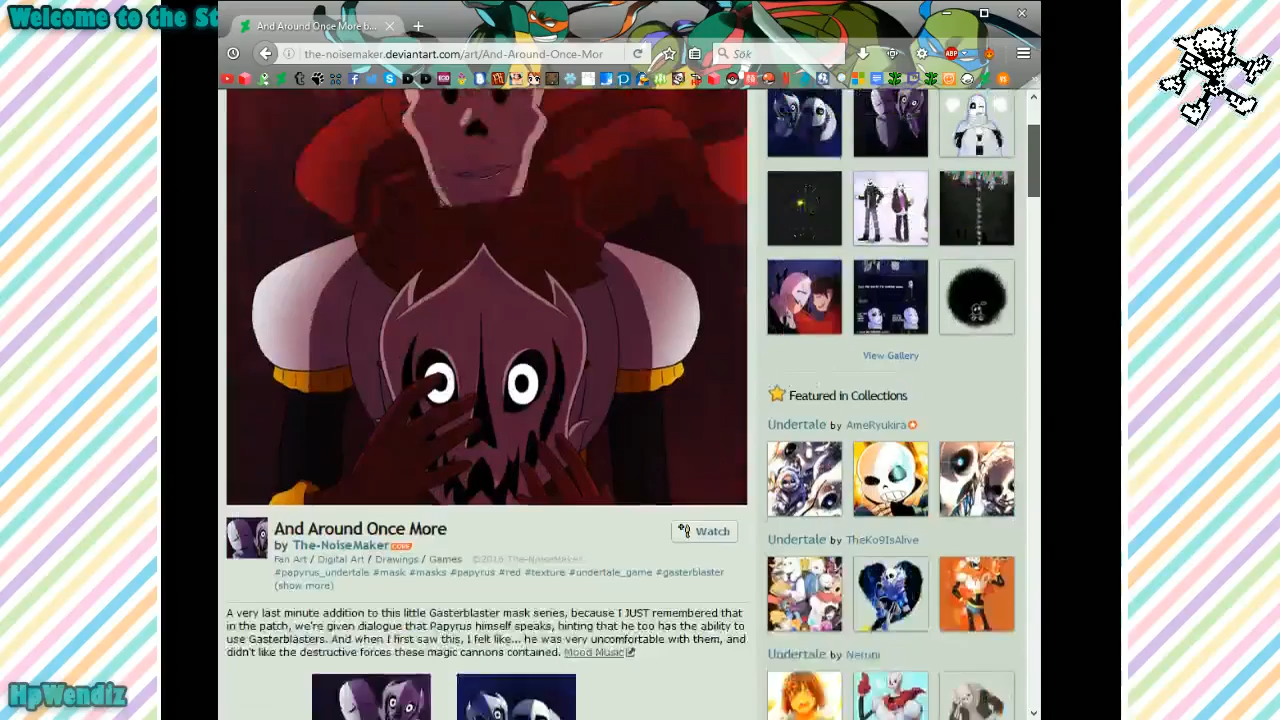 Welcome to the St
And Around Once More b...
the-noisemaker.deviantart.com/art/And-Around-Once-Mor
Sök
ABP
View Gallery
Featured in Collections
Undertale by AmeRyukira
And Around Once More
Watch
by The-NoiseMaker CORE
Undertale by TheKo9IsAlive
Fan Art / Digital Art / Drawings / Games ©2016 The-NoiseMaker
#papyrus_undertale #mask #masks #papyrus #red #texture #undertale_game #gasterblaster
(show more)
A very last minute addition to this little Gasterblaster mask series, because I JUST remembered that
in the patch, we're given dialogue that Papyrus himself speaks, hinting that he too has the ability to
use Gasterblasters. And when I first saw this, I felt like... he was very uncomfortable with them, and
didn't like the destructive forces these magic cannons contained. Mood Music
Undertale by
HpWendiz